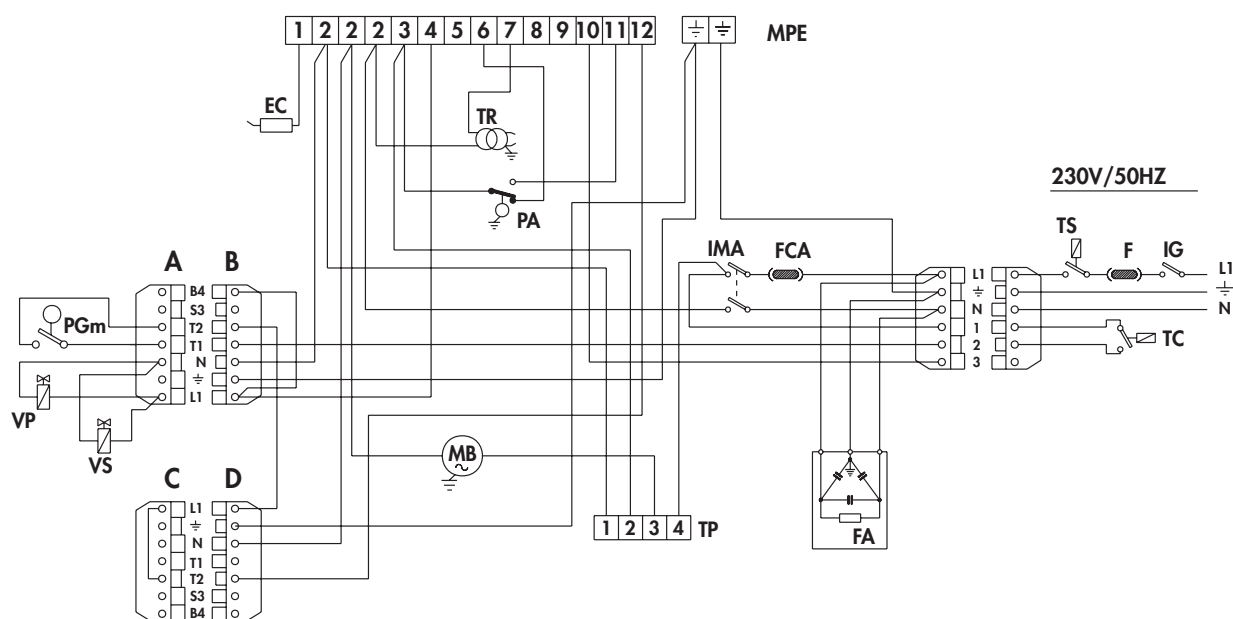 1 2 2 2 3 4 5 6 7 8 9 10 11 12
MPE
EC
TR
PA
230V/50HZ
TS
F
IG
IMA
FCA
L1
N
L1
N
1
2
3
TC
A
B
B4
S3
T2
T1
N
L1
PGm
VP
VS
MB
C
D
L1
N
T1
T2
S3
B4
1 2 3 4
TP
FA